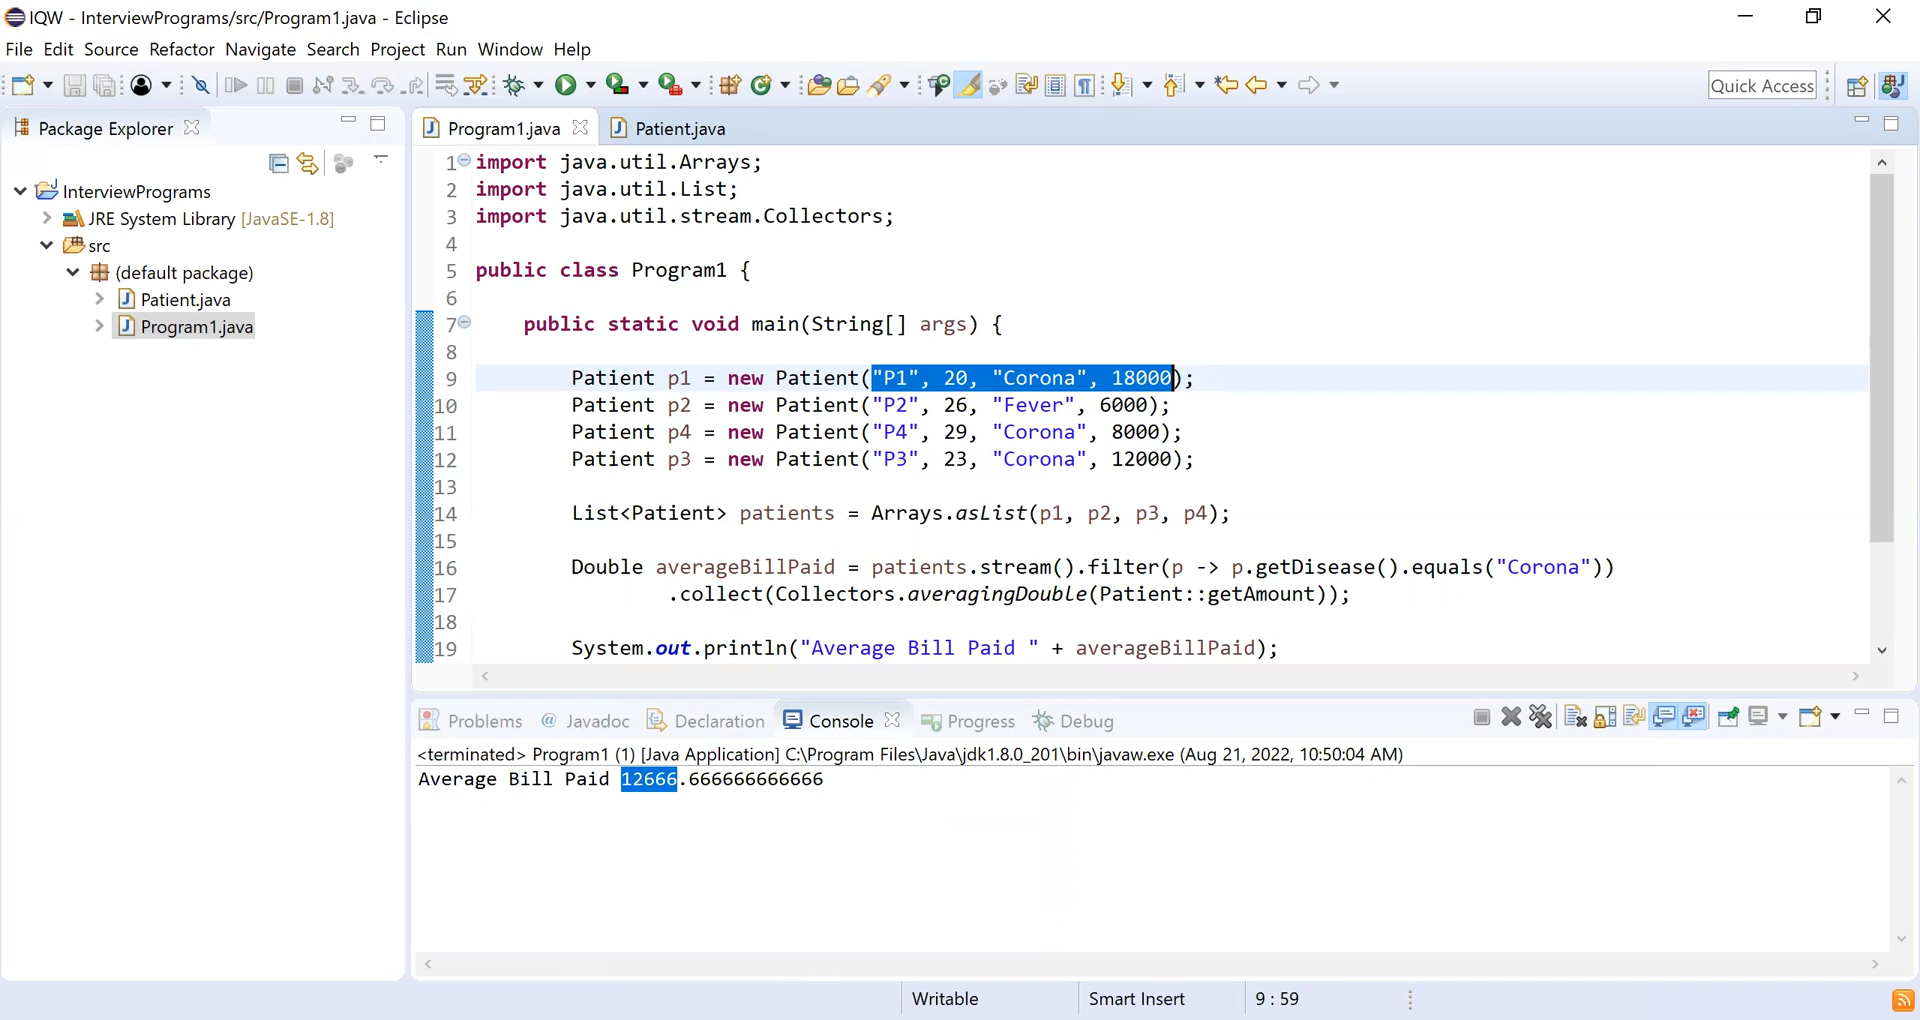 IQW - InterviewPrograms/src/Program1.java - Eclipse
File Edit Source Refactor Navigate Search Project Run Window Help
Quick Access
Package Explorer
Program1.java Patient.java
InterviewPrograms
JRE System Library [JavaSE-1.8]
src
(default package)
Patient.java
Program1.java
1 import java.util.Arrays;
2 import java.util.List;
3 import java.util.stream.Collectors;
4
5 public class Program1 {
6
7 public static void main(String[] args) {
8
9 Patient p1 = new Patient("P1", 20, "Corona", 18000);
10 Patient p2 = new Patient("P2", 26, "Fever", 6000);
11 Patient p4 = new Patient("P4", 29, "Corona", 8000);
12 Patient p3 = new Patient("P3", 23, "Corona", 12000);
13
14 List<Patient> patients = Arrays.asList(p1, p2, p3, p4);
15
16 Double averageBillPaid = patients.stream().filter(p -> p.getDisease().equals("Corona"))
17 .collect(Collectors.averagingDouble(Patient::getAmount));
18
19 System.out.println("Average Bill Paid " + averageBillPaid);
Problems @ Javadoc Declaration Console Progress Debug
<terminated> Program1 (1) [Java Application] C:\Program Files\Java\jdk1.8.0_201\bin\javaw.exe (Aug 21, 2022, 10:50:04 AM)
Average Bill Paid 12666.666666666666
Writable Smart Insert 9 : 59